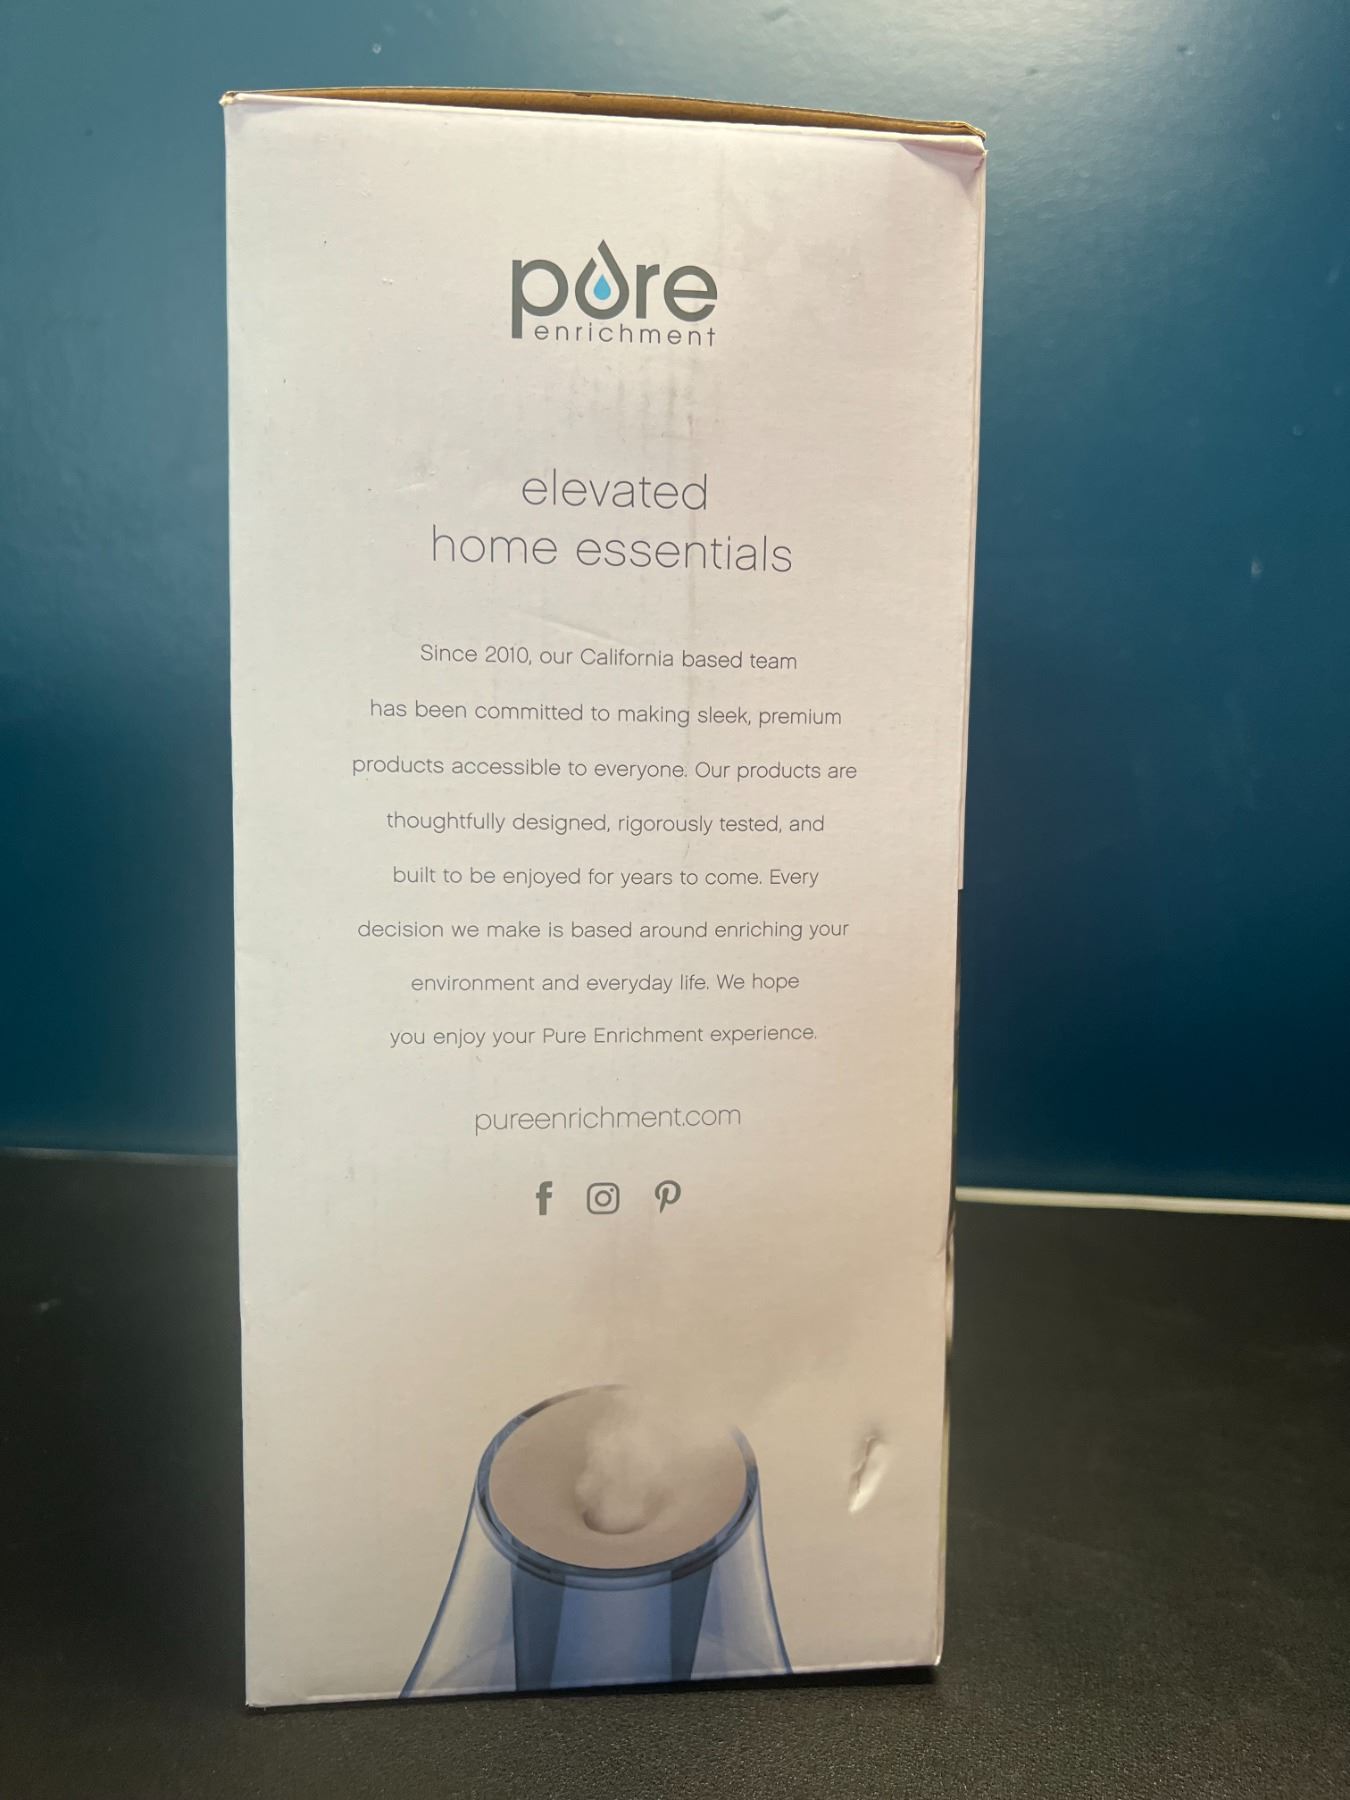 pure
enrichment
elevated
home essentials
Since 2010, our California based team
has been committed to making sleek, premium
products accessible to everyone. Our products are
thoughtfully designed, rigorously tested, and
built to be enjoyed for years to come. Every
decision we make is based around enriching your
environment and everyday life. We hope
you enjoy your Pure Enrichment experience.
pureenrichment.com